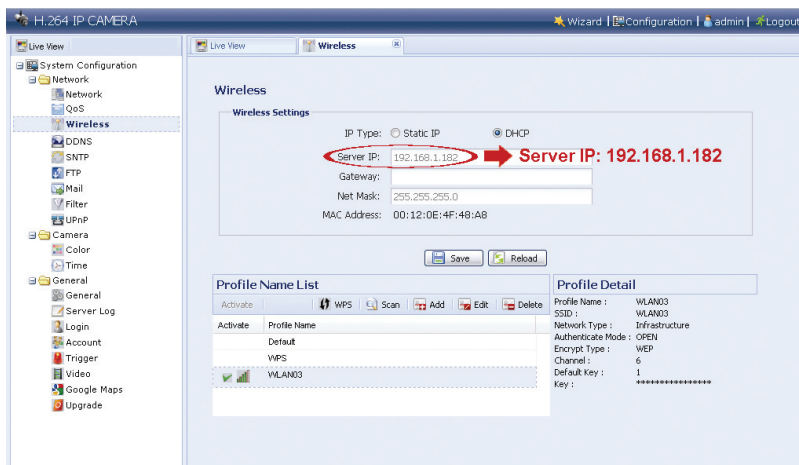 H.264 IP CAMERA
Wizard | Configuration | admin | Logout
Live View
System Configuration
Network
Network
QoS
Wireless
DDNS
SNTP
FTP
Mail
Filter
UPnP
Camera
Color
Time
General
General
Server Log
Login
Account
Trigger
Video
Google Maps
Upgrade
Live View
Wireless
Wireless
Wireless Settings
IP Type: Static IP DHCP
Server IP: 192.168.1.182 Server IP: 192.168.1.182
Gateway:
Net Mask: 255.255.255.0
MAC Address: 00:12:0E:4F:48:A8
Save Reload
Profile Name List
Activate WPS Scan Add Edit Delete
Activate Profile Name
Default
WPS
WLAN03
Profile Detail
Profile Name : WLAN03
SSID : WLAN03
Network Type : Infrastructure
Authenticate Mode : OPEN
Encrypt Type : WEP
Channel : 6
Default Key : 1
Key : ****************